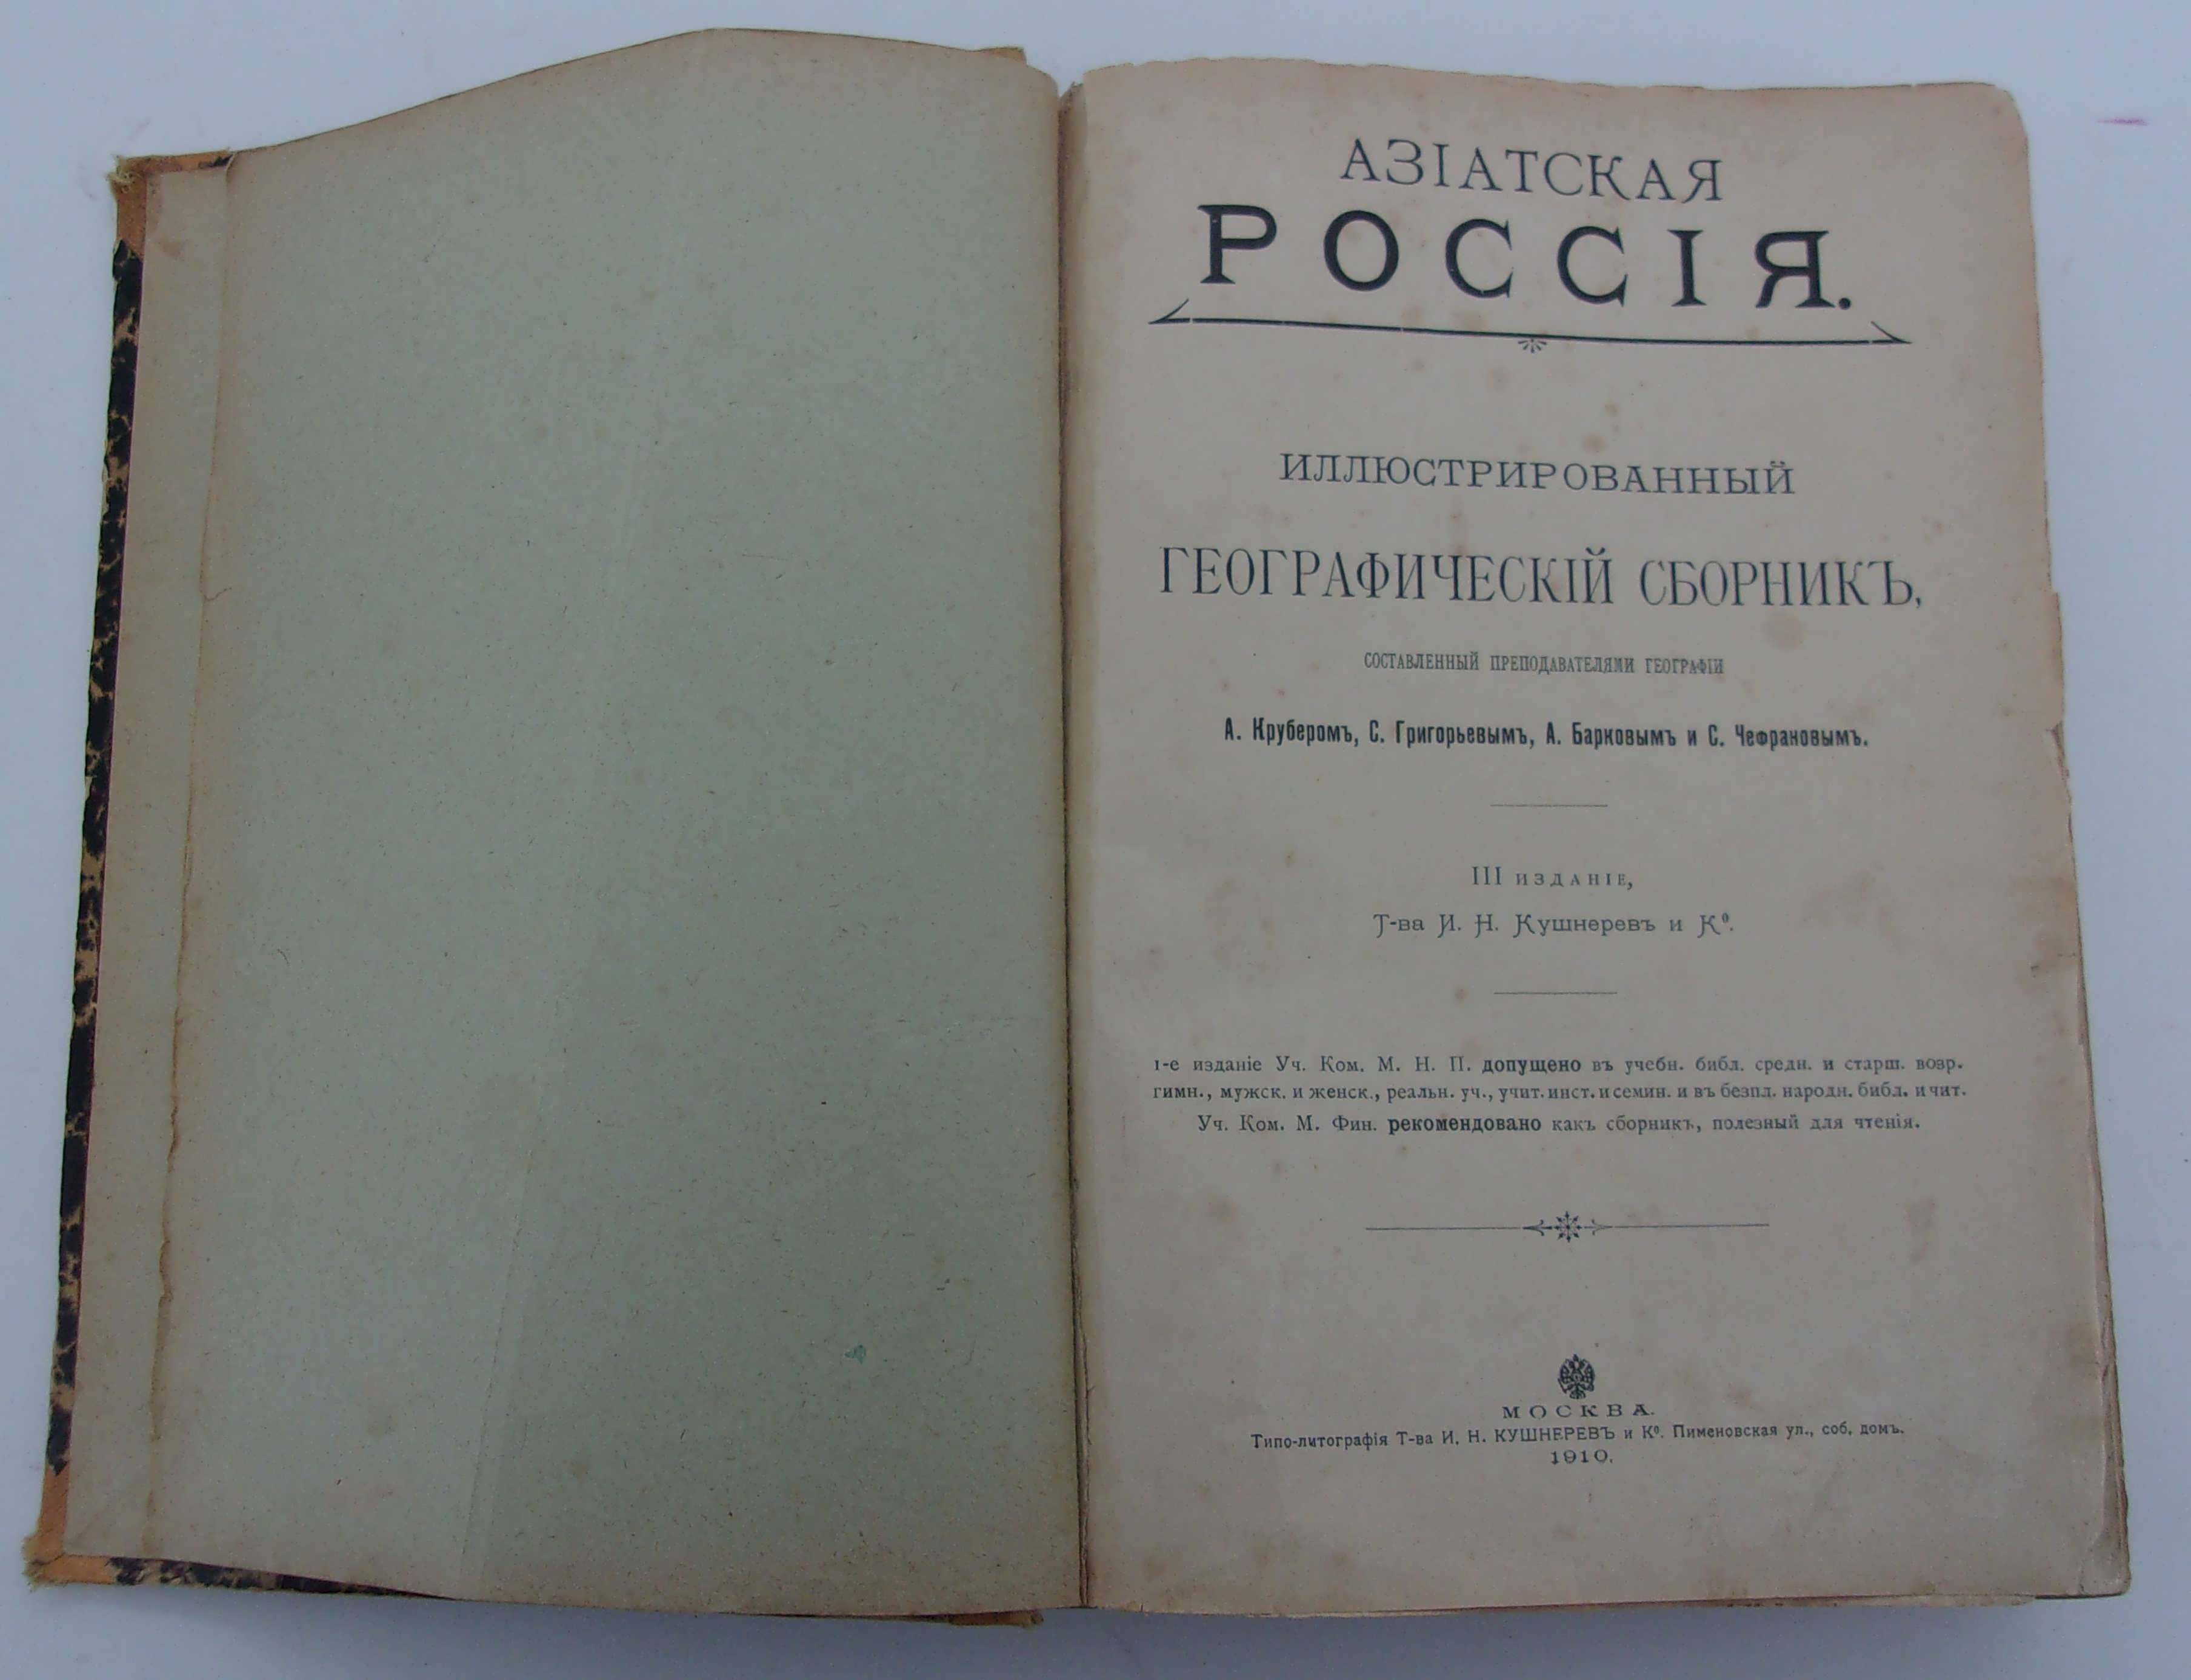 АЗІАТСКАЯ
РОССІЯ.
ИЛЛЮСТРИРОВАННЫЙ
ГЕОГРАФИЧЕСКІЙ СБОРНИКЪ,
СОСТАВЛЕННЫЙ ПРЕПОДАВАТЕЛЯМИ ГЕОГРАФІИ
А. Круберомъ, С. Григорьевымъ, А. Барковымъ и С. Чефрановымъ.
III ИЗДАНІЕ,
Т-ва И. Н. Кушнеревъ и Ко.
1-е изданіе Уч. Ком. М. Н. П. допущено въ учебн. библ. средн. и старш. возр.
гимн., мужск. и женск., реальн. уч., учит. инст. и семин. и въ безпл. народн. библ. и чит.
Уч. Ком. М. Фин. рекомендовано какъ сборникъ, полезный для чтенія.
МОСКВА.
Типо-литографія Т-ва И. Н. КУШНЕРЕВЪ и Ко. Пименовская ул., соб. домъ.
1910.